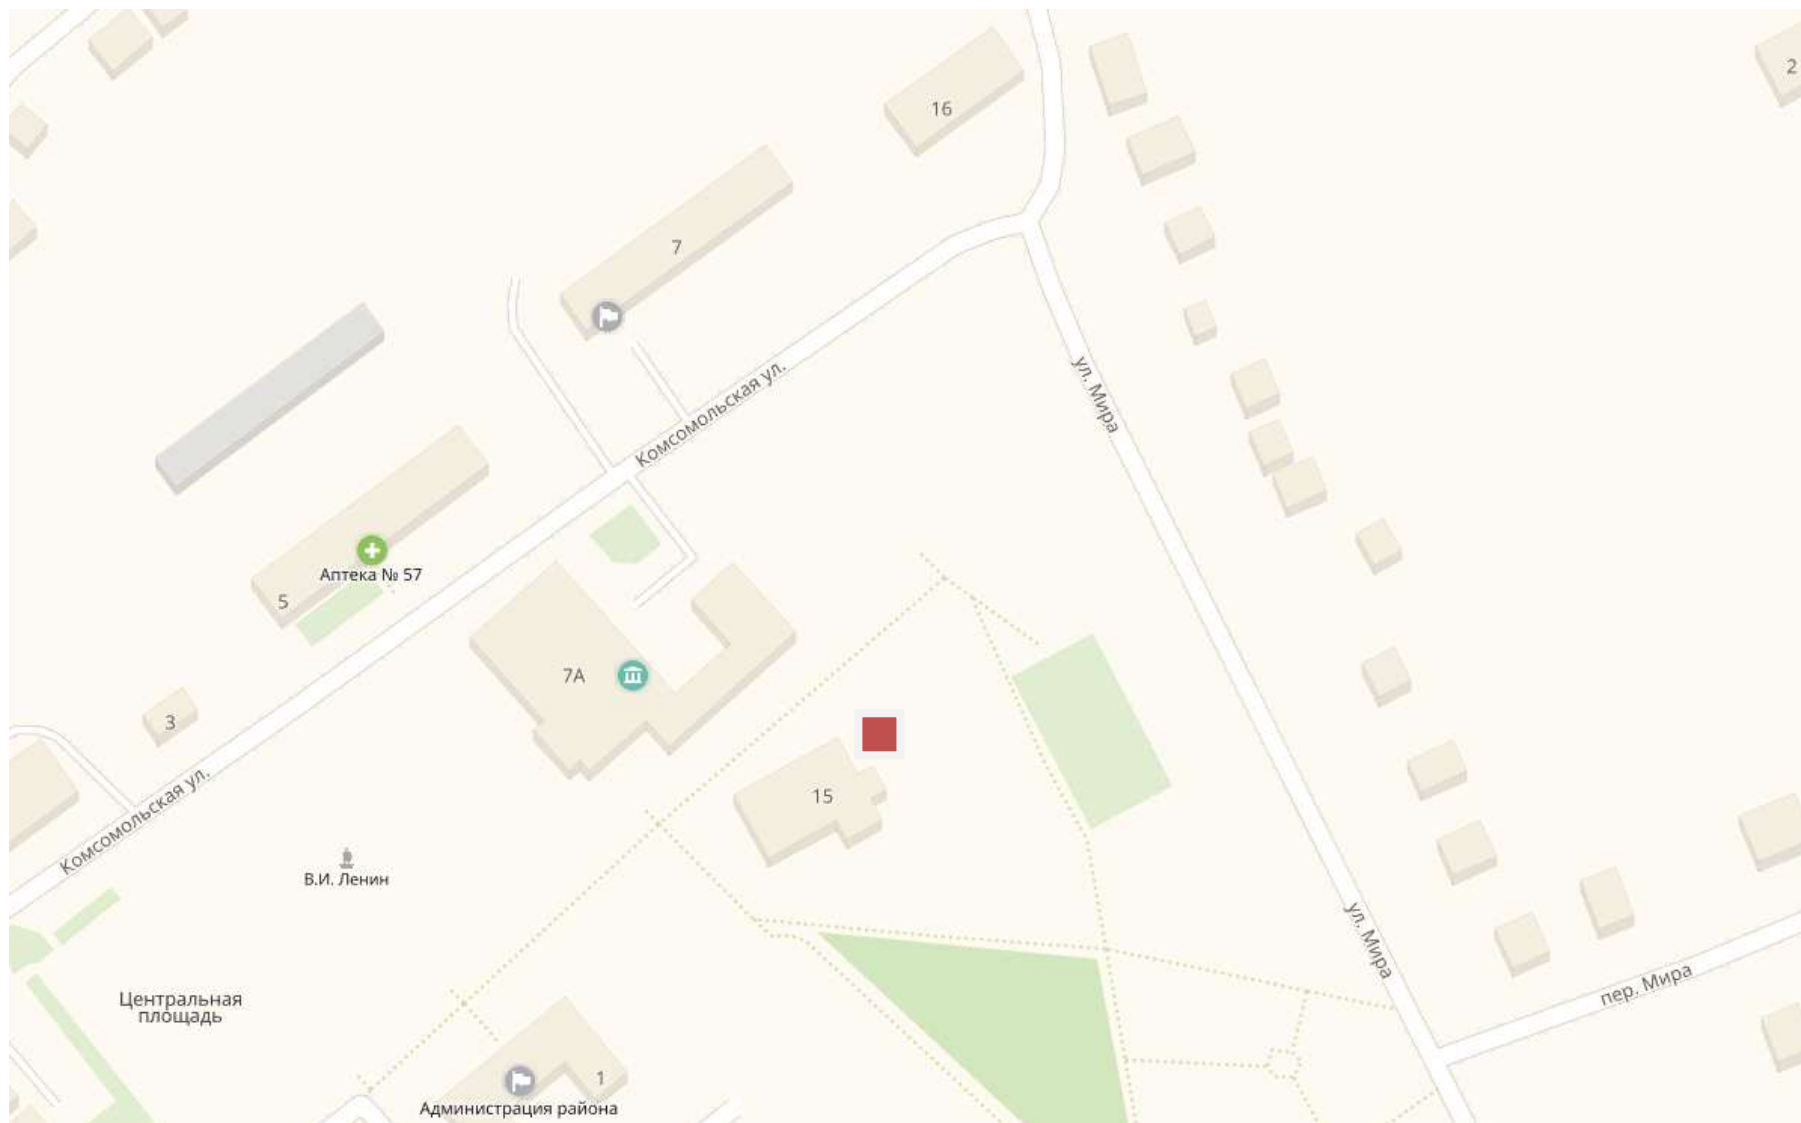 2
16
7
ул. Мира
Комсомольская ул.
Аптека № 57
5
7А
3
15
Комсомольская ул.
В.И. Ленин
ул. Мира
пер. Мира
Центральная
площадь
1
Администрация района